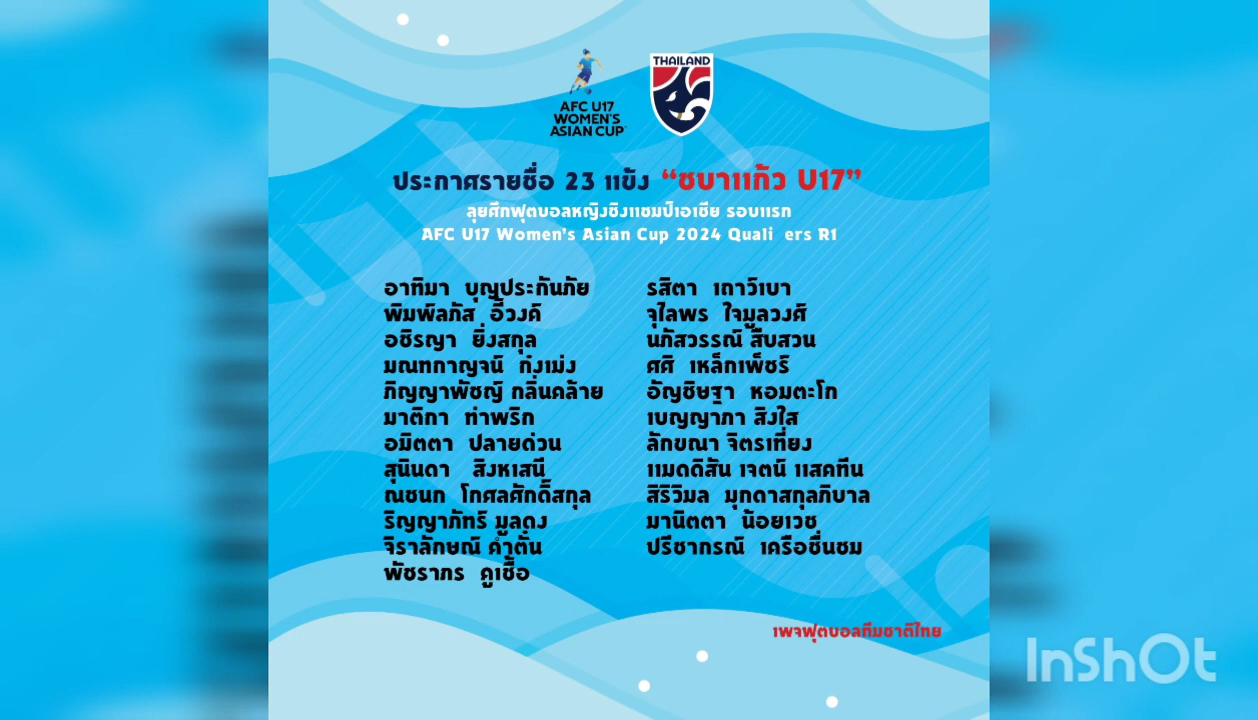 THAILAND
AFC U17
WOMEN'S
ASIAN CUP
ประกาศรายชื่อ 23 แข้ง “ชบาแก้ว U17”
ลุยศึกฟุตบอลหญิงชิงแชมป์เอเชีย รอบแรก
AFC U17 Women's Asian Cup 2024 Quali ers R1
อาทิมา บุญประกันภัย
พิมพ์ลภัส อี้วงค์
อชิรญา ยิ่งสกุล
มณฑกาญจน์ ก๋งเม่ง
ภิญญาพัชญ์ กลิ่นคล้าย
มาติกา ท่าพริก
อมิตตา ปลายด่วน
สุนินดา สิงหเสนี
ณชนก โกศลศักดิ์สกุล
ริญญาภัทร์ มูลดง
จิราลักษณ์ คำตั๋น
พัชราภร คูเชื้อ
รสิตา เถาวิเบา
จุไลพร ใจมูลวงศ์
นภัสวรรณ์ สืบสวน
ศศิ เหล็กเพ็ชร์
อัญชิษฐา หอมตะโก
เบญญาภา สิงใส
ลักขณา จิตรเที่ยง
แมดดิสัน เจตน์ แสคทีน
สิริวิมล มุกดาสกุลภิบาล
มานิตตา น้อยเวช
ปรีชากรณ์ เครือชื่นชม
เพจฟุตบอลทีมชาติไทย
InShOt